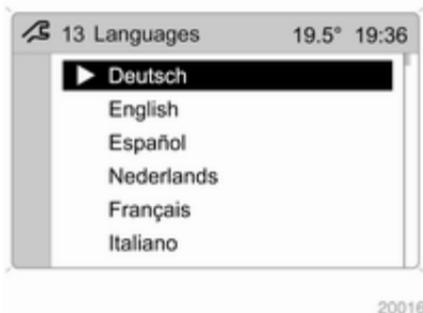 13 Languages 19.5° 19:36
Deutsch
English
Español
Nederlands
Français
Italiano
20016